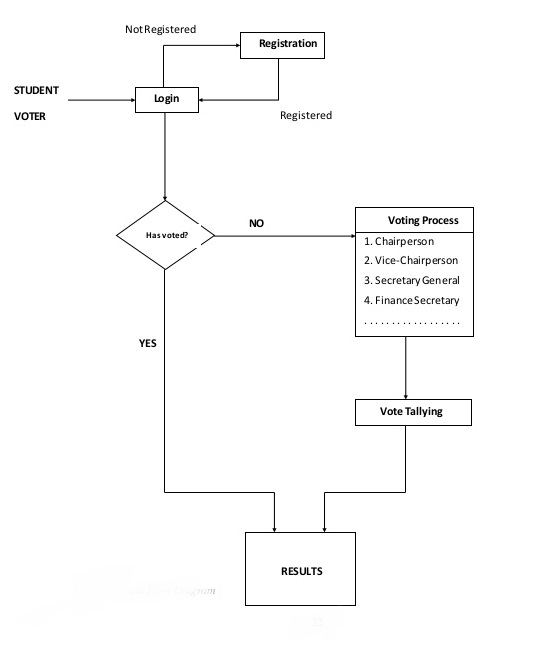 Not Registered
Registration
STUDENT
Login
VOTER
Registered
Has voted?
NO
Voting Process
1. Chairperson
2. Vice-Chairperson
3. Secretary General
4. Finance Secretary
. . . . . . . . . . . . . . . . . .
YES
Vote Tallying
RESULTS